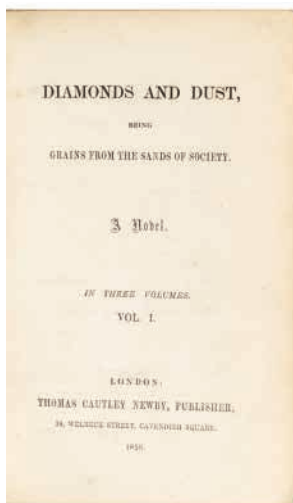 DIAMONDS AND DUST,
BEING
GRAINS FROM THE SANDS OF SOCIETY.
A Novel.
IN THREE VOLUMES.
VOL. I.
LONDON:
THOMAS CAUTLEY NEWBY, PUBLISHER,
WELBECK STREET, CAVENDISH SQUARE.